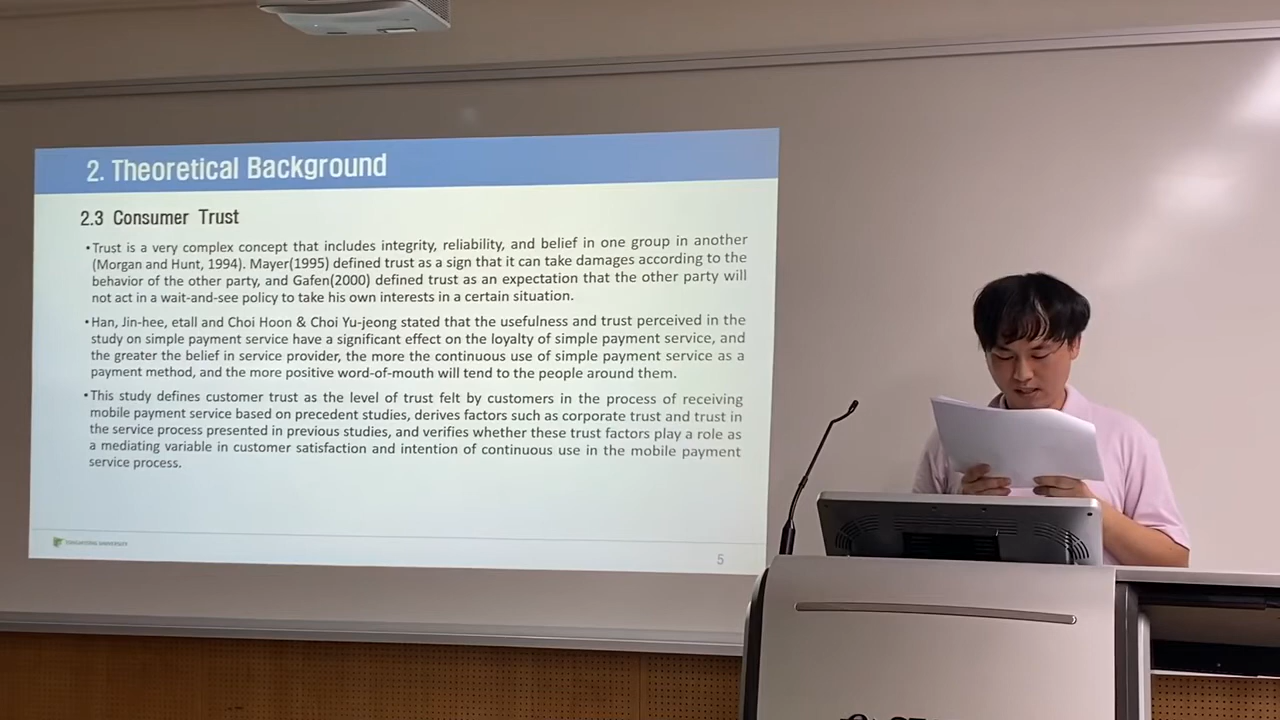 2. Theoretical Background
2.3 Consumer Trust
•Trust is a very complex concept that includes integrity, reliability, and belief in one group in another
(Morgan and Hunt, 1994). Mayer(1995) defined trust as a sign that it can take damages according to the
behavior of the other party, and Gafen(2000) defined trust as an expectation that the other party will
not act in a wait-and-see policy to take his own interests in a certain situation.
•Han, Jin-hee, etall and Choi Hoon & Choi Yu-jeong stated that the usefulness and trust perceived in the
study on simple payment service have a significant effect on the loyalty of simple payment service, and
the greater the belief in service provider, the more the continuous use of simple payment service as a
payment method, and the more positive word-of-mouth will tend to the people around them.
•This study defines customer trust as the level of trust felt by customers in the process of receiving
mobile payment service based on precedent studies, derives factors such as corporate trust and trust in
the service process presented in previous studies, and verifies whether these trust factors play a role as
a mediating variable in customer satisfaction and intention of continuous use in the mobile payment
service process.
UNIVERSITY
5